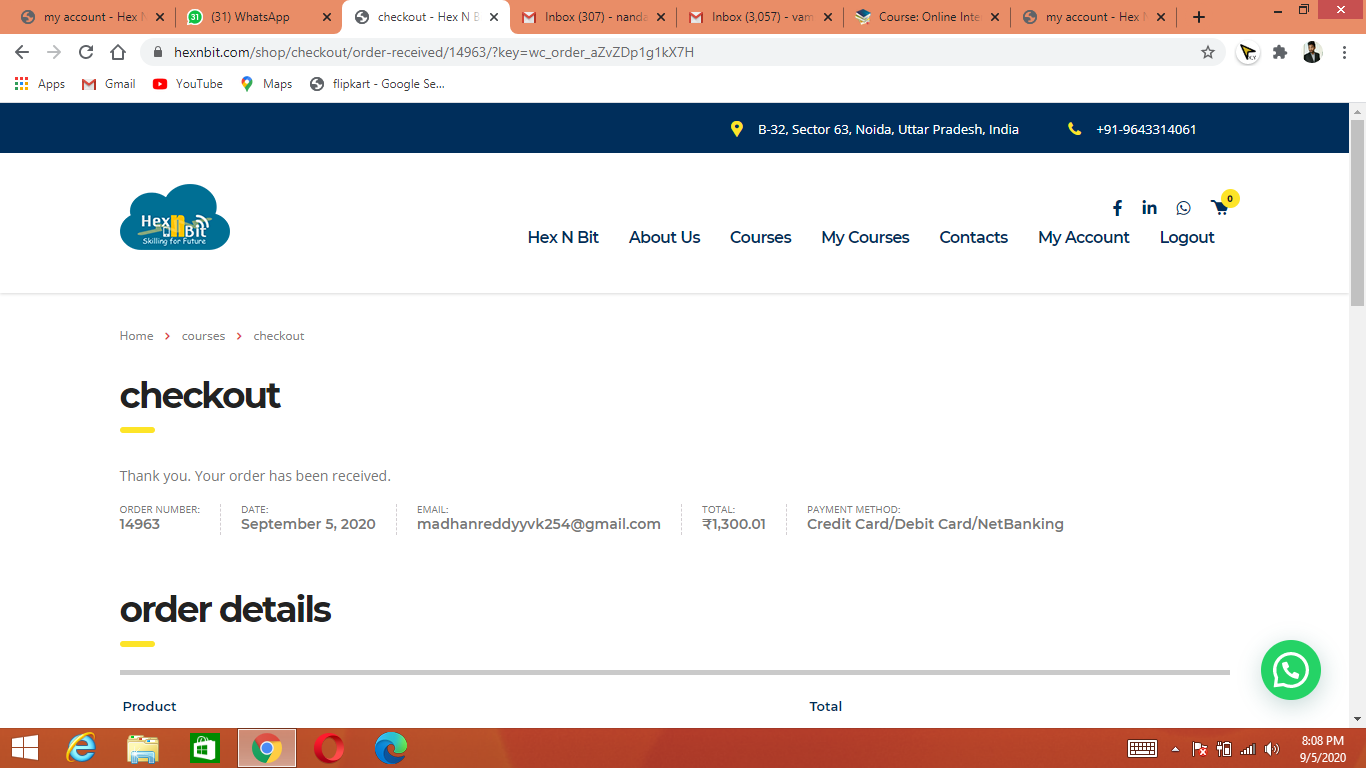 my account - Hex N
(31) WhatsApp
checkout - Hex N B
Inbox (307) - nanda
Inbox (3,057) - vam
Course: Online Inte
my account - Hex N
hexnbit.com/shop/checkout/order-received/14963/?key=wc_order_aZvZDp1g1kX7H
Apps
Gmail
YouTube
Maps
flipkart - Google Se...
B-32, Sector 63, Noida, Uttar Pradesh, India
+91-9643314061
Hex N Bit
Skilling for Future
0
Hex N Bit
About Us
Courses
My Courses
Contacts
My Account
Logout
Home > courses > checkout
checkout
Thank you. Your order has been received.
ORDER NUMBER:
14963
DATE:
September 5, 2020
EMAIL:
madhanreddyyvk254@gmail.com
TOTAL:
₹1,300.01
PAYMENT METHOD:
Credit Card/Debit Card/NetBanking
order details
Product
Total
8:08 PM
9/5/2020